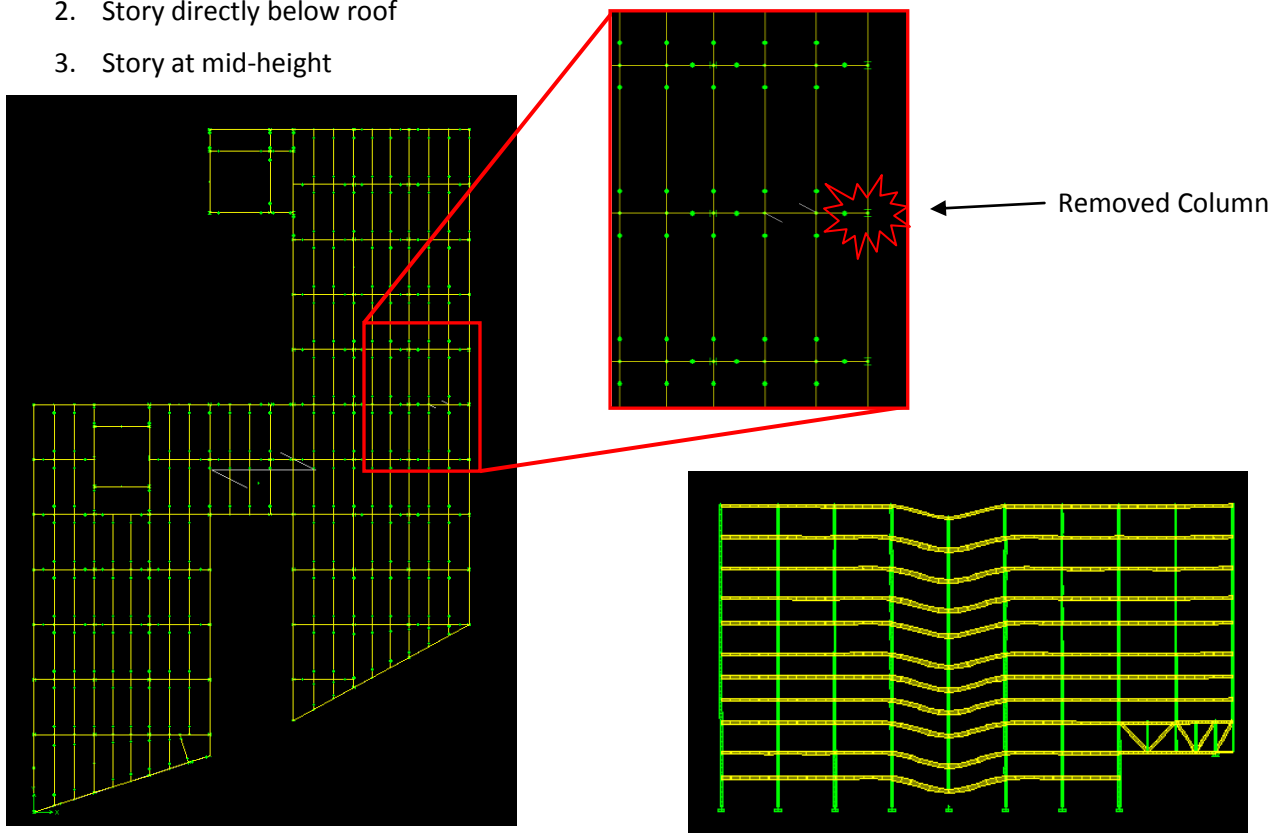 2. Story directly below roof
3. Story at mid-height
Removed Column